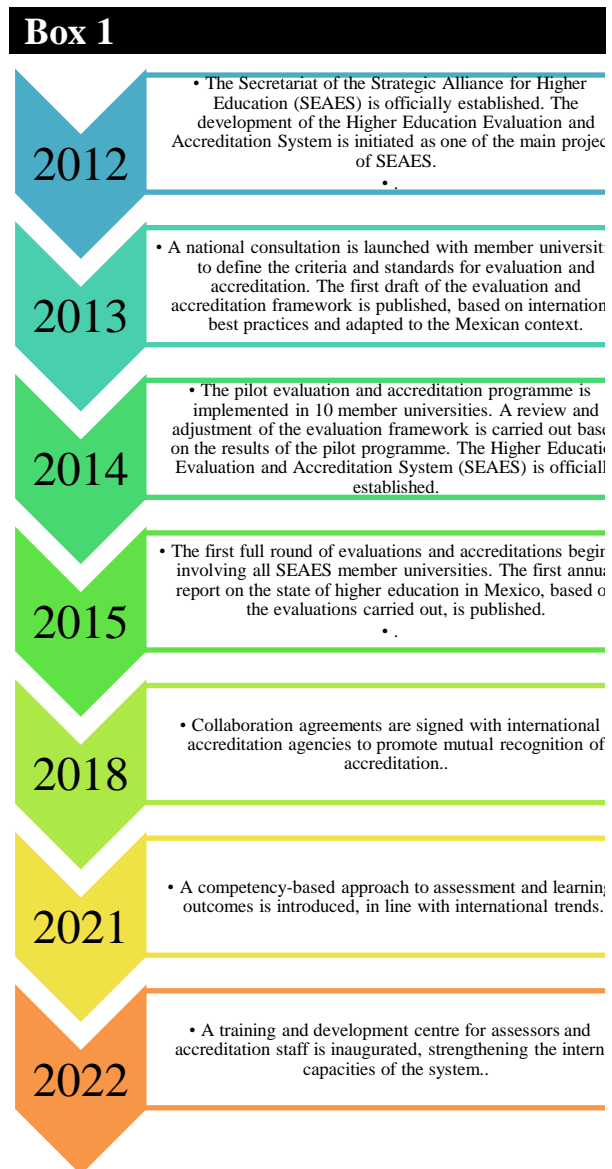 Box 1
2012
• The Secretariat of the Strategic Alliance for Higher
Education (SEAES) is officially established. The
development of the Higher Education Evaluation and
Accreditation System is initiated as one of the main projec
of SEAES.
• .
2013
• A national consultation is launched with member universiti
to define the criteria and standards for evaluation and
accreditation. The first draft of the evaluation and
accreditation framework is published, based on internation
best practices and adapted to the Mexican context.
2014
• The pilot evaluation and accreditation programme is
implemented in 10 member universities. A review and
adjustment of the evaluation framework is carried out base
on the results of the pilot programme. The Higher Educatio
Evaluation and Accreditation System (SEAES) is officiall
established.
2015
• The first full round of evaluations and accreditations begin
involving all SEAES member universities. The first annua
report on the state of higher education in Mexico, based o
the evaluations carried out, is published.
• .
2018
• Collaboration agreements are signed with international
accreditation agencies to promote mutual recognition of
accreditation..
2021
• A competency-based approach to assessment and learning
outcomes is introduced, in line with international trends.
2022
• A training and development centre for assessors and
accreditation staff is inaugurated, strengthening the intern
capacities of the system..